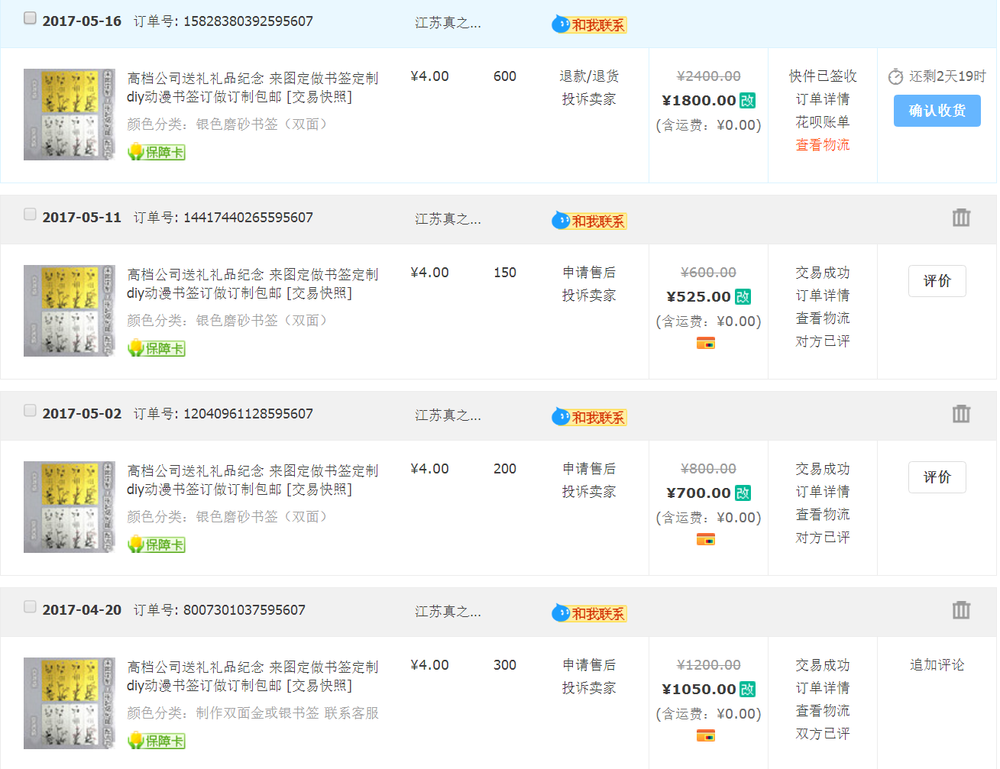 2017-05-16 订单号: 15828380392595607 江苏真之... 和我联系
高档公司送礼礼品纪念 来图定做书签定制 ¥4.00 600 退款/退货 ¥2400.00 快件已签收 还剩2天19时
diy动漫书签订做订制包邮 [交易快照] 投诉卖家 ¥1800.00 改 订单详情 确认收货
颜色分类：银色磨砂书签（双面） (含运费：¥0.00) 花呗账单
保障卡 查看物流
2017-05-11 订单号: 14417440265595607 江苏真之... 和我联系
高档公司送礼礼品纪念 来图定做书签定制 ¥4.00 150 申请售后 ¥600.00 交易成功 评价
diy动漫书签订做订制包邮 [交易快照] 投诉卖家 ¥525.00 改 订单详情
颜色分类：银色磨砂书签（双面） (含运费：¥0.00) 查看物流
保障卡 对方已评
2017-05-02 订单号: 12040961128595607 江苏真之... 和我联系
高档公司送礼礼品纪念 来图定做书签定制 ¥4.00 200 申请售后 ¥800.00 交易成功 评价
diy动漫书签订做订制包邮 [交易快照] 投诉卖家 ¥700.00 改 订单详情
颜色分类：银色磨砂书签（双面） (含运费：¥0.00) 查看物流
保障卡 对方已评
2017-04-20 订单号: 8007301037595607 江苏真之... 和我联系
高档公司送礼礼品纪念 来图定做书签定制 ¥4.00 300 申请售后 ¥1200.00 交易成功 追加评论
diy动漫书签订做订制包邮 [交易快照] 投诉卖家 ¥1050.00 改 订单详情
颜色分类：制作双面金或银书签 联系客服 (含运费：¥0.00) 查看物流
保障卡 双方已评